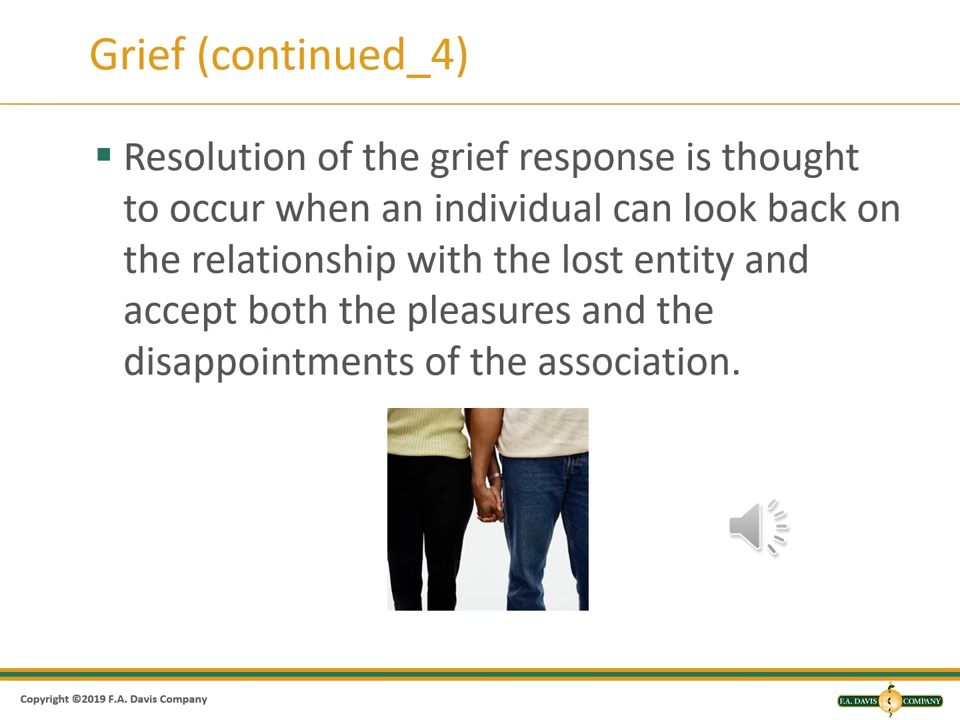 Grief (continued_4)
Resolution of the grief response is thought
to occur when an individual can look back on
the relationship with the lost entity and
accept both the pleasures and the
disappointments of the association.
Copyright ©2019 F.A. Davis Company
F.A. DAVIS COMPANY